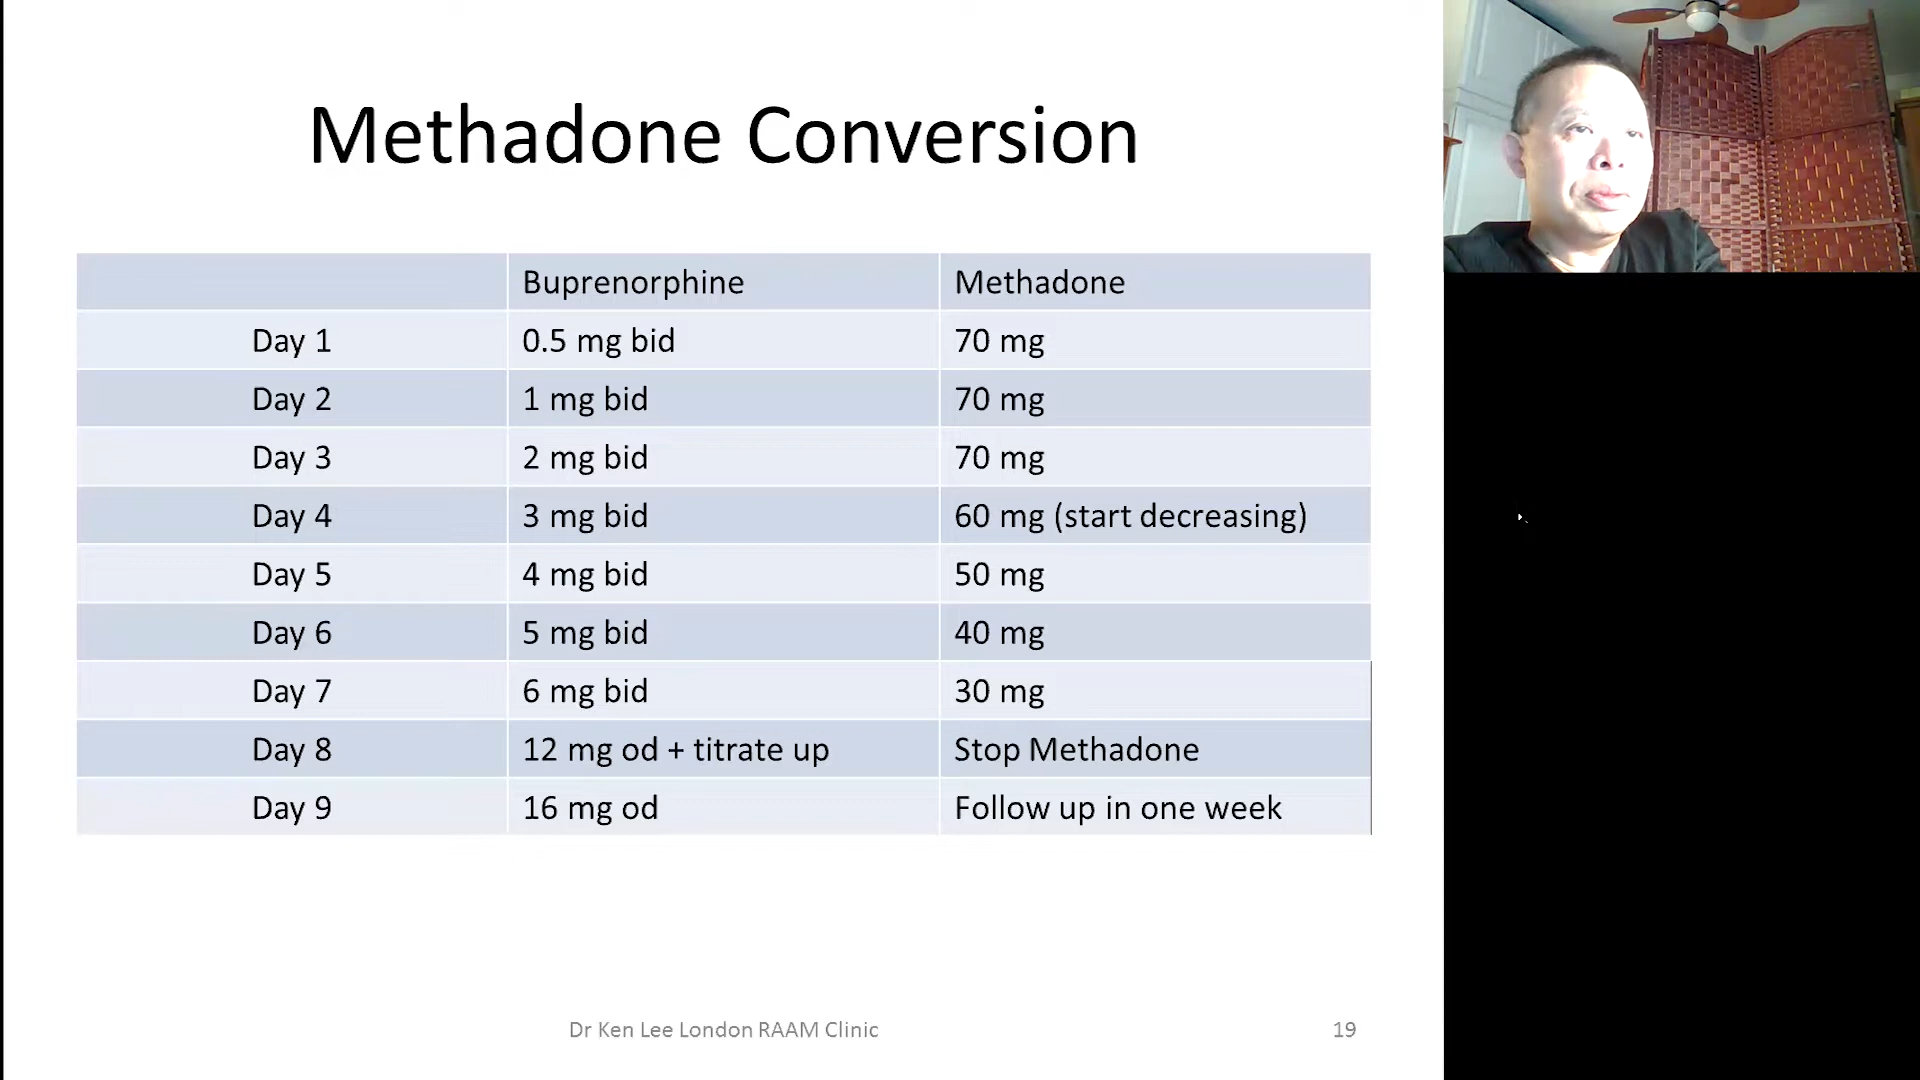 Methadone Conversion
Buprenorphine Methadone
Day 1 0.5 mg bid 70 mg
Day 2 1 mg bid 70 mg
Day 3 2 mg bid 70 mg
Day 4 3 mg bid 60 mg (start decreasing)
Day 5 4 mg bid 50 mg
Day 6 5 mg bid 40 mg
Day 7 6 mg bid 30 mg
Day 8 12 mg od + titrate up Stop Methadone
Day 9 16 mg od Follow up in one week
Dr Ken Lee London RAAM Clinic 19